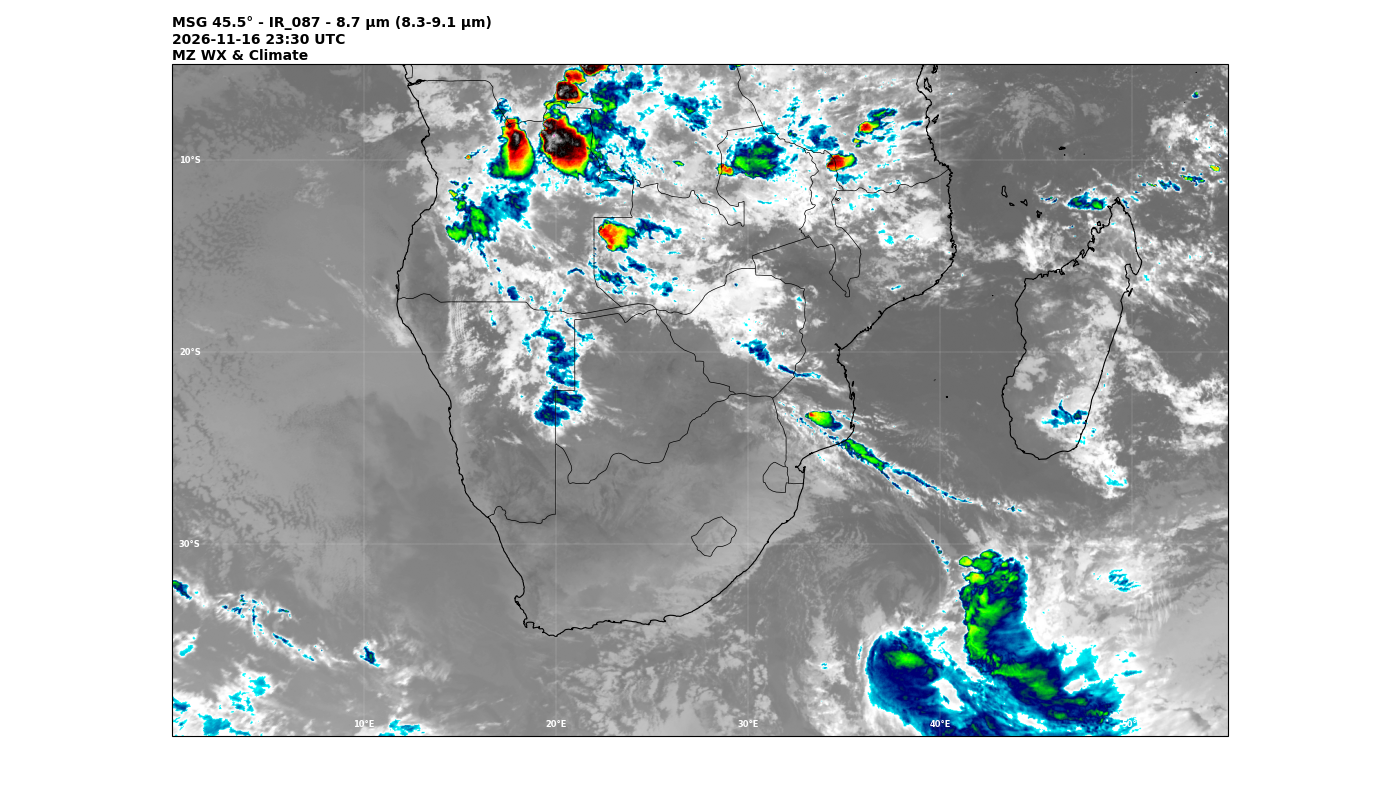 MSG 45.5° - IR_087 - 8.7 µm (8.3-9.1 µm)
2026-11-16 23:30 UTC
MZ WX & Climate
10°S
20°S
30°S
10°E
20°E
30°E
40°E
50°E